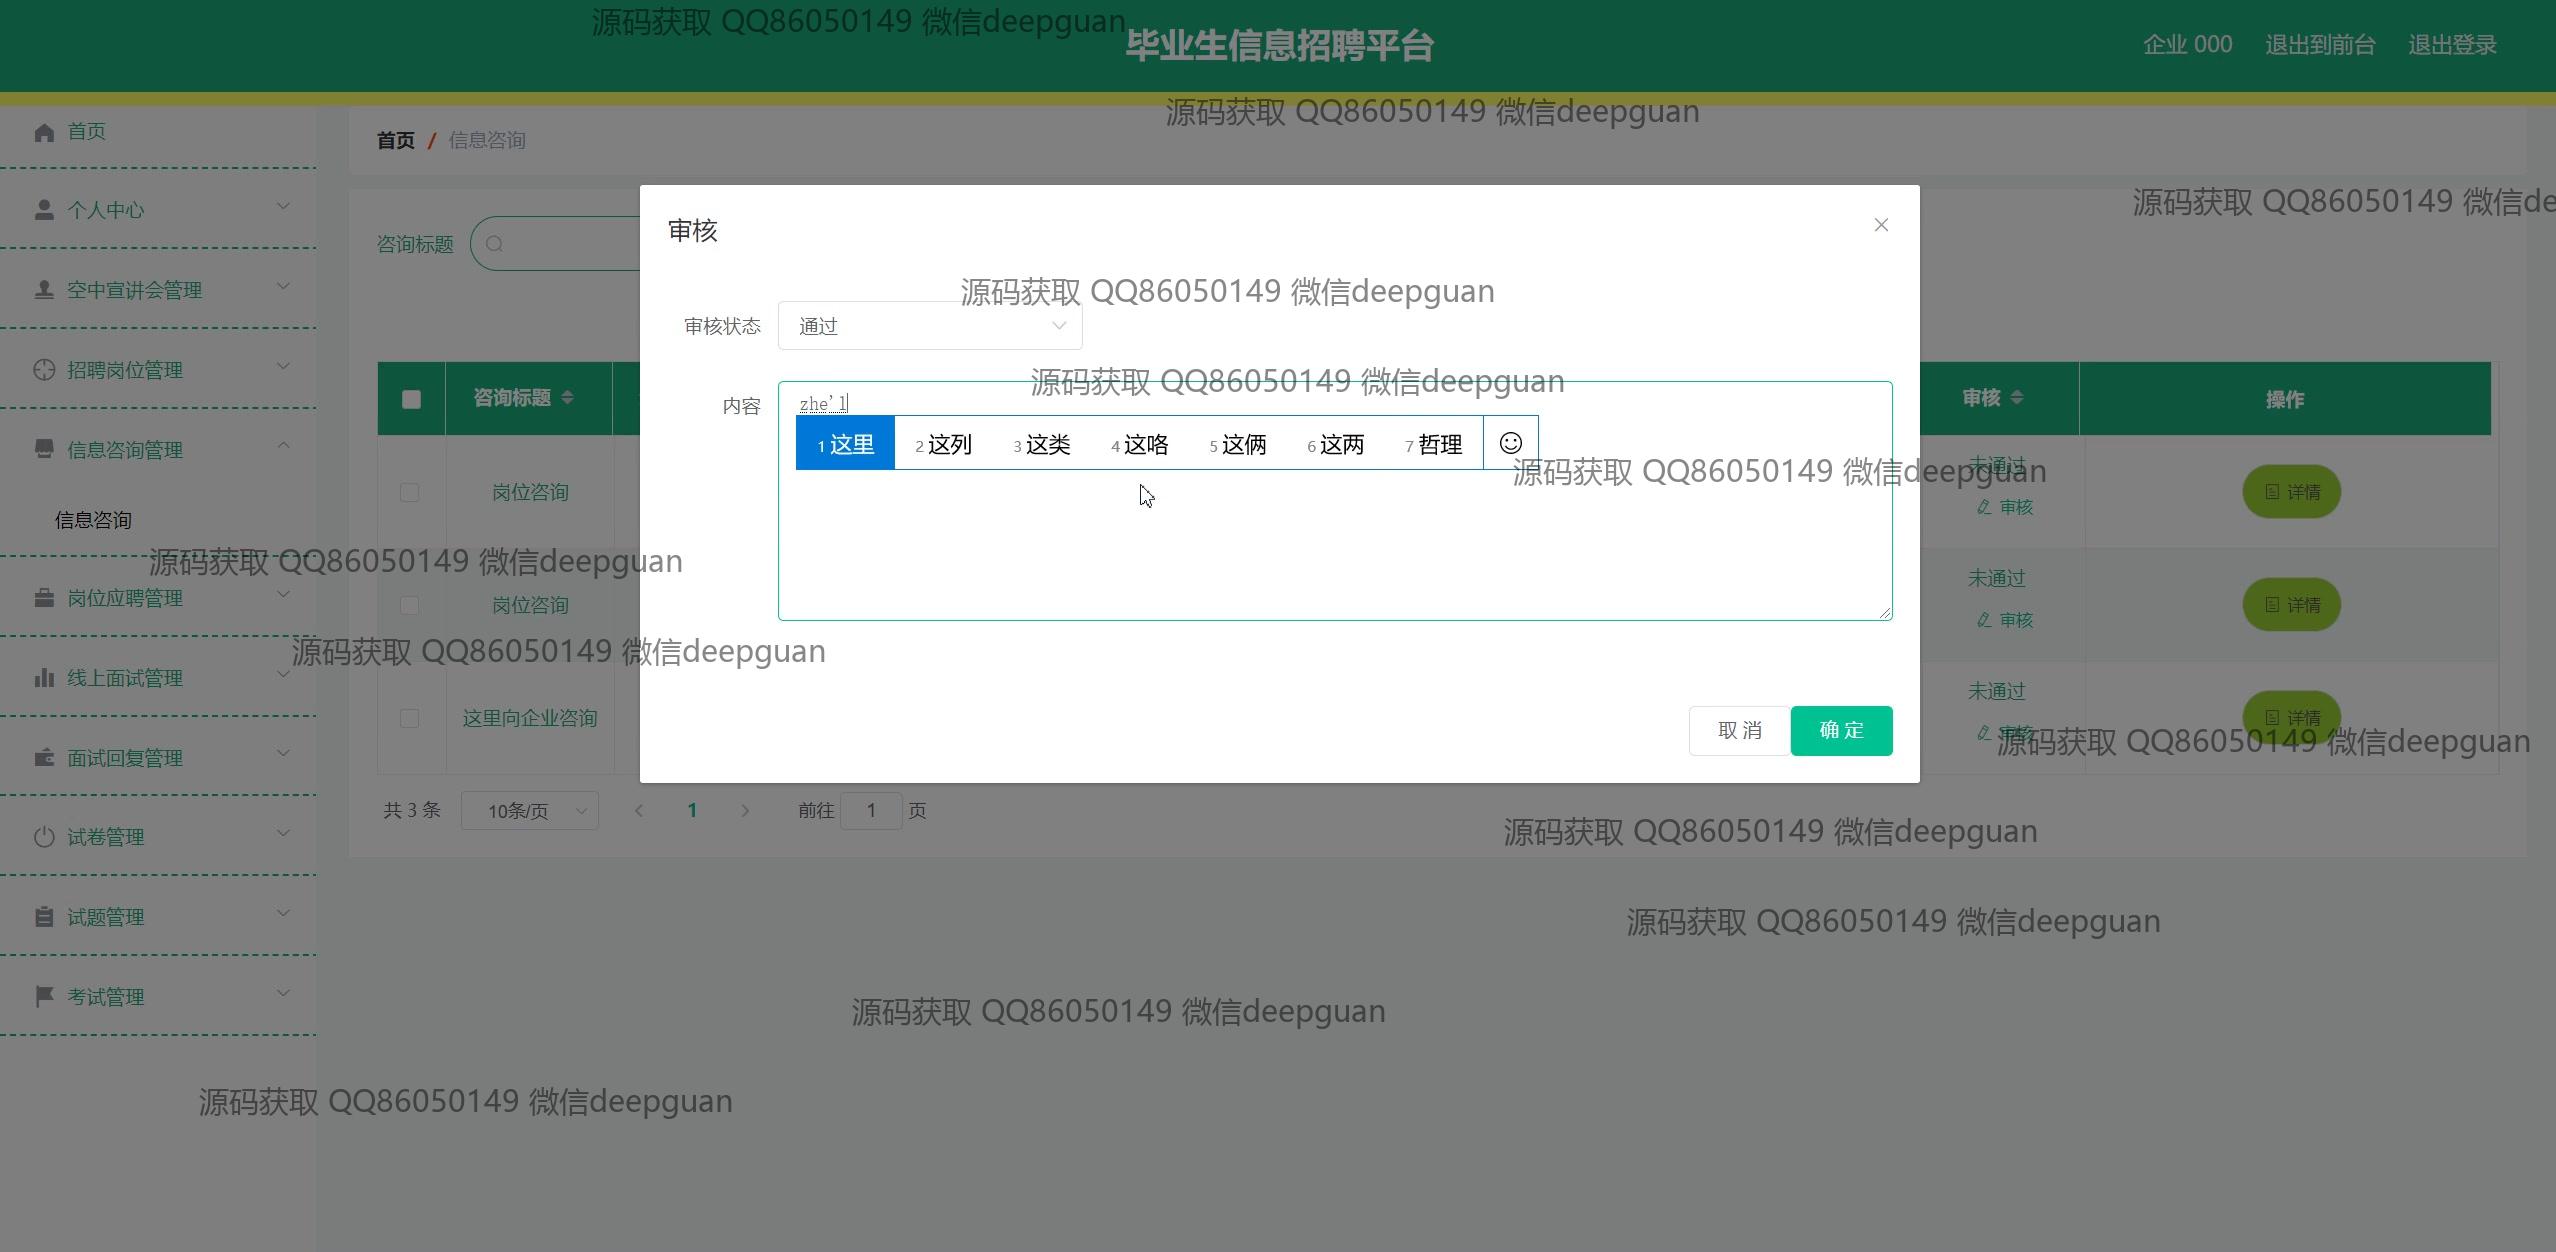 源码获取 QQ86050149 微信deepguan
毕业生信息招聘平台
企业 000
退出到前台
退出登录
源码获取 QQ86050149 微信deepguan
首页
首页 / 信息咨询
个人中心
源码获取 QQ86050149 微信de
审核
咨询标题
空中宣讲会管理
源码获取 QQ86050149 微信deepguan
审核状态
通过
招聘岗位管理
源码获取 QQ86050149 微信deepguan
咨询标题
审核
操作
内容
zhe'l
1 这里 2 这列 3 这类 4 这咯 5 这俩 6 这两 7 哲理
信息咨询管理
源码获取 QQ86050149 微信deepguan
岗位咨询
未通过
审核
详情
信息咨询
源码获取 QQ86050149 微信deepguan
岗位应聘管理
岗位咨询
未通过
审核
详情
源码获取 QQ86050149 微信deepguan
线上面试管理
这里向企业咨询
未通过
审核
详情
取消
确定
源码获取 QQ86050149 微信deepguan
面试回复管理
共 3 条
10条/页
1
前往 1 页
试卷管理
源码获取 QQ86050149 微信deepguan
试题管理
源码获取 QQ86050149 微信deepguan
考试管理
源码获取 QQ86050149 微信deepguan
源码获取 QQ86050149 微信deepguan